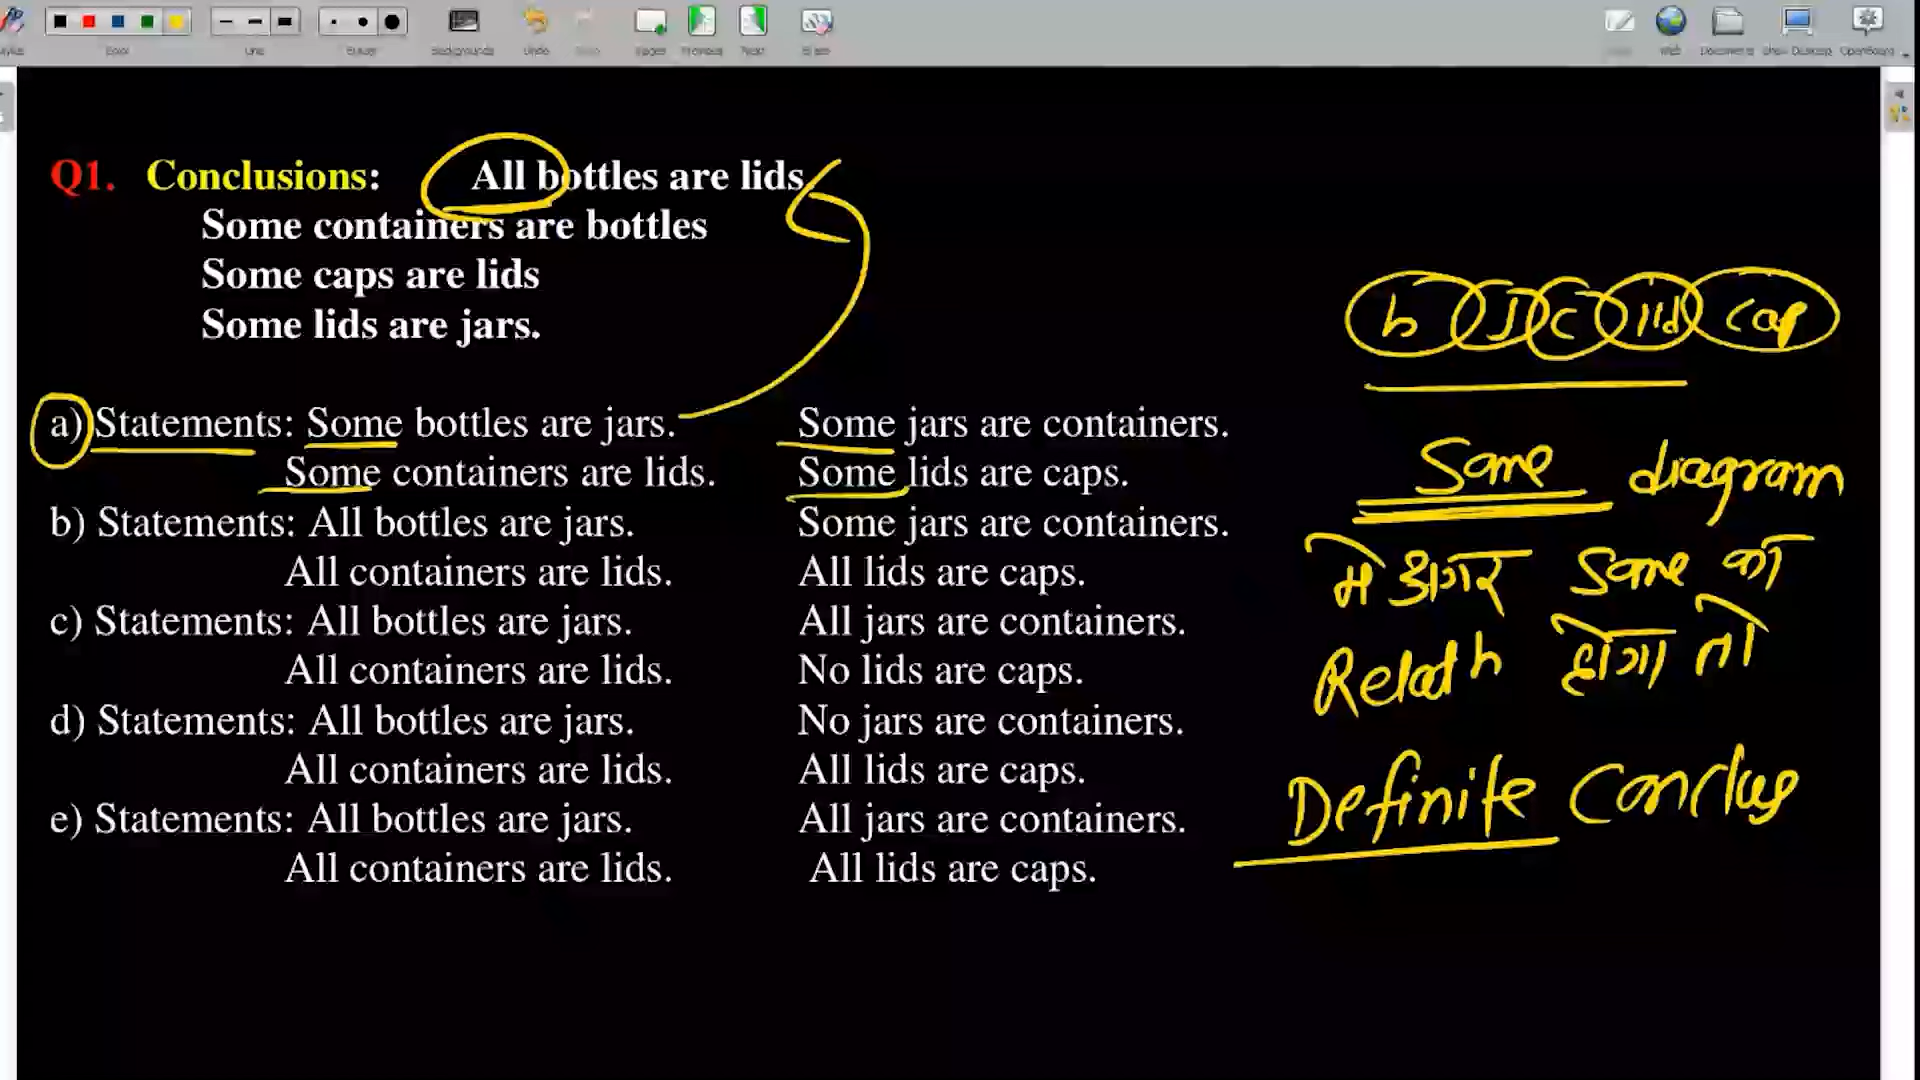 Q1. Conclusions: All bottles are lids
Some containers are bottles
Some caps are lids
Some lids are jars.
a) Statements: Some bottles are jars. Some jars are containers.
Some containers are lids. Some lids are caps.
b) Statements: All bottles are jars. Some jars are containers.
All containers are lids. All lids are caps.
c) Statements: All bottles are jars. All jars are containers.
All containers are lids. No lids are caps.
d) Statements: All bottles are jars. No jars are containers.
All containers are lids. All lids are caps.
e) Statements: All bottles are jars. All jars are containers.
All containers are lids. All lids are caps.
b J C lid cap
Some diagram
मे अगर Some का
Relatn होगा तो
Definite Conclus